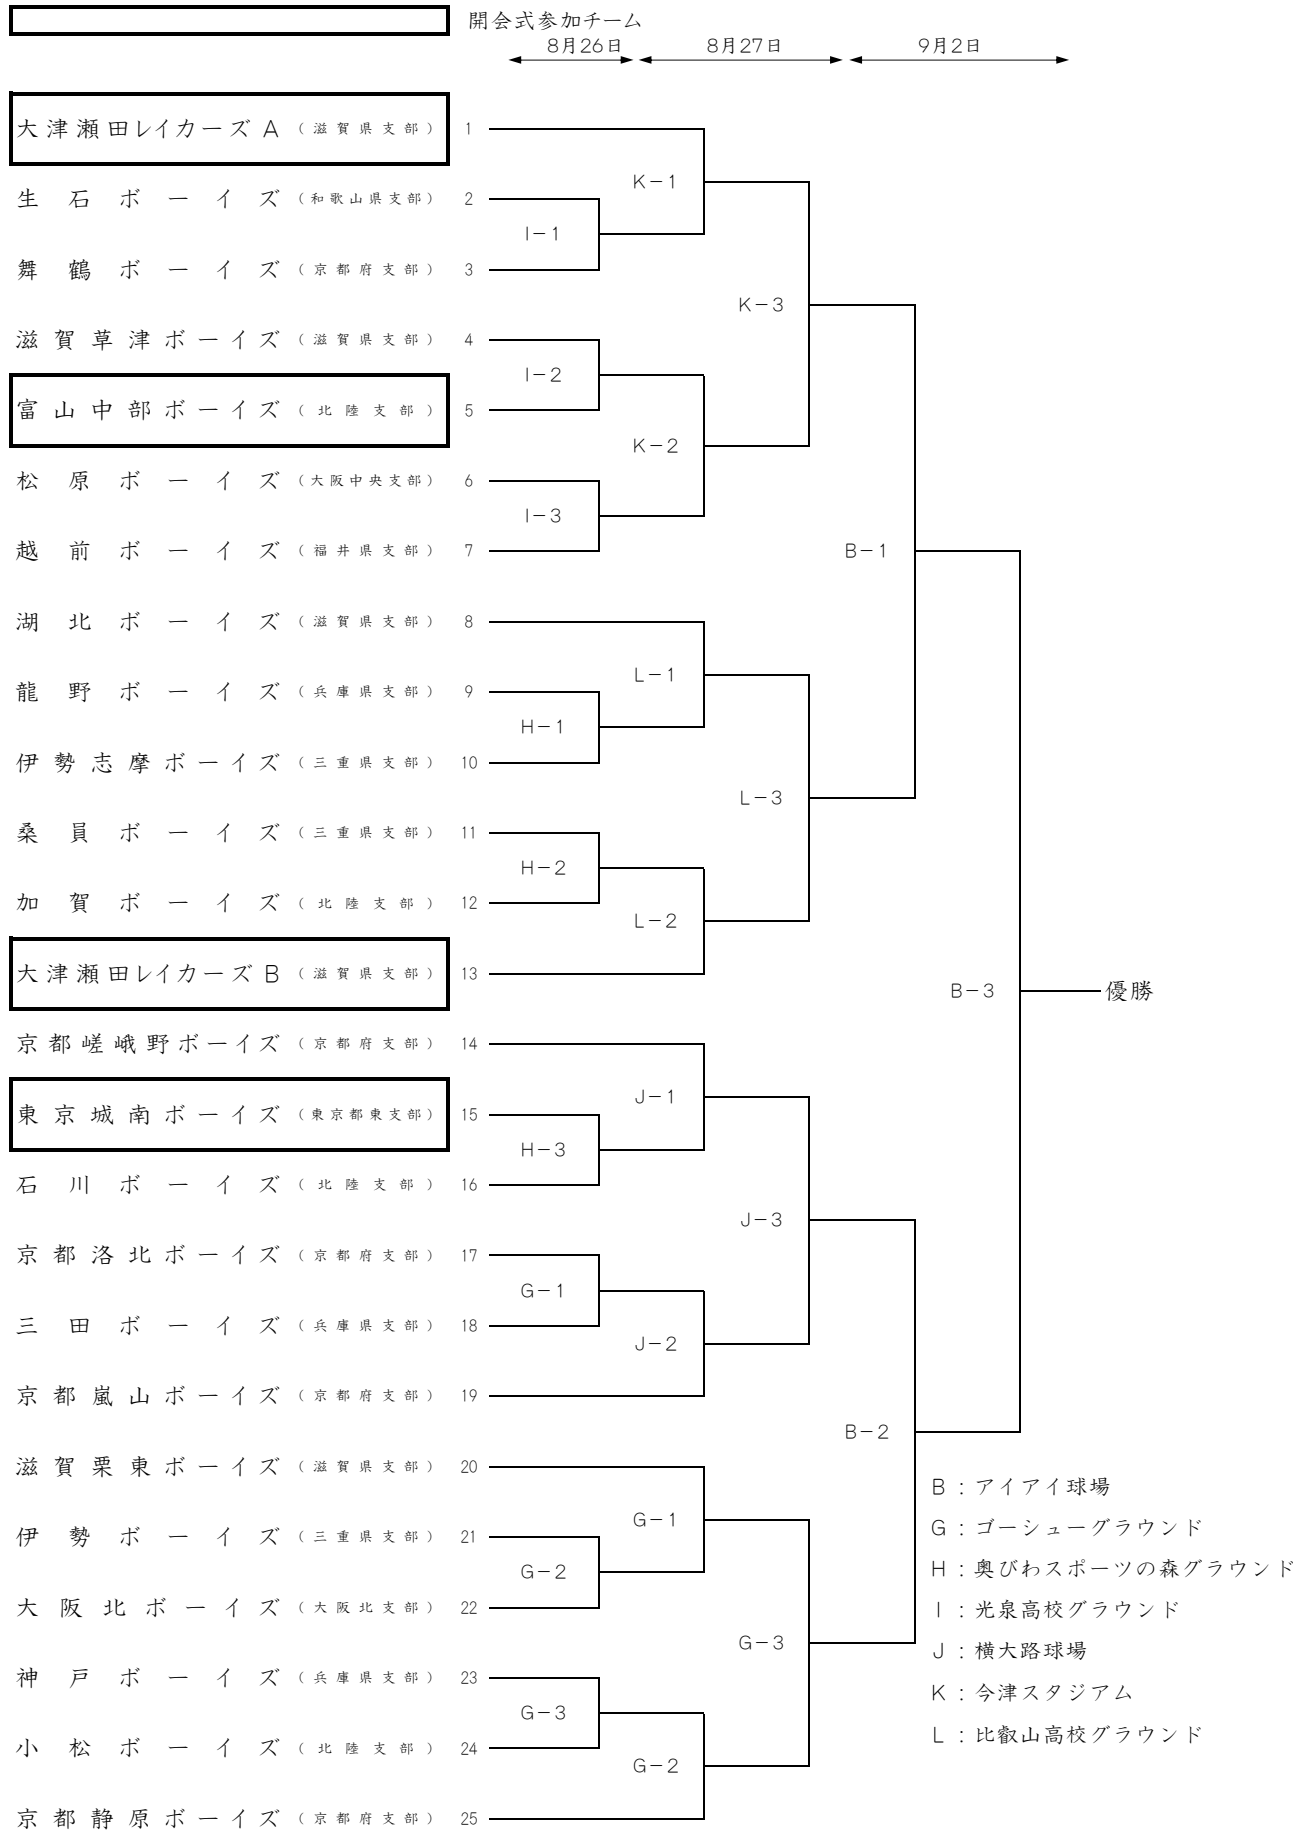 開会式参加チーム
8月26日 8月27日 9月2日
大津瀬田レイカーズA (滋賀県支部) 1
K-1
生石ボーイズ (和歌山県支部) 2
I-1
舞鶴ボーイズ (京都府支部) 3
K-3
滋賀草津ボーイズ (滋賀県支部) 4
I-2
富山中部ボーイズ (北陸支部) 5
K-2
松原ボーイズ (大阪中央支部) 6
I-3
越前ボーイズ (福井県支部) 7
B-1
湖北ボーイズ (滋賀県支部) 8
L-1
龍野ボーイズ (兵庫県支部) 9
H-1
伊勢志摩ボーイズ (三重県支部) 10
L-3
桑員ボーイズ (三重県支部) 11
H-2
加賀ボーイズ (北陸支部) 12
L-2
大津瀬田レイカーズB (滋賀県支部) 13
B-3 優勝
京都嵯峨野ボーイズ (京都府支部) 14
J-1
東京城南ボーイズ (東京都東支部) 15
H-3
石川ボーイズ (北陸支部) 16
J-3
京都洛北ボーイズ (京都府支部) 17
G-1
三田ボーイズ (兵庫県支部) 18
J-2
京都嵐山ボーイズ (京都府支部) 19
B-2
滋賀栗東ボーイズ (滋賀県支部) 20
G-1
伊勢ボーイズ (三重県支部) 21
G-2
大阪北ボーイズ (大阪北支部) 22
G-3
神戸ボーイズ (兵庫県支部) 23
G-3
小松ボーイズ (北陸支部) 24
G-2
京都静原ボーイズ (京都府支部) 25
B:アイアイ球場
G:ゴーシューグラウンド
H:奥びわスポーツの森グラウンド
I:光泉高校グラウンド
J:横大路球場
K:今津スタジアム
L:比叡山高校グラウンド